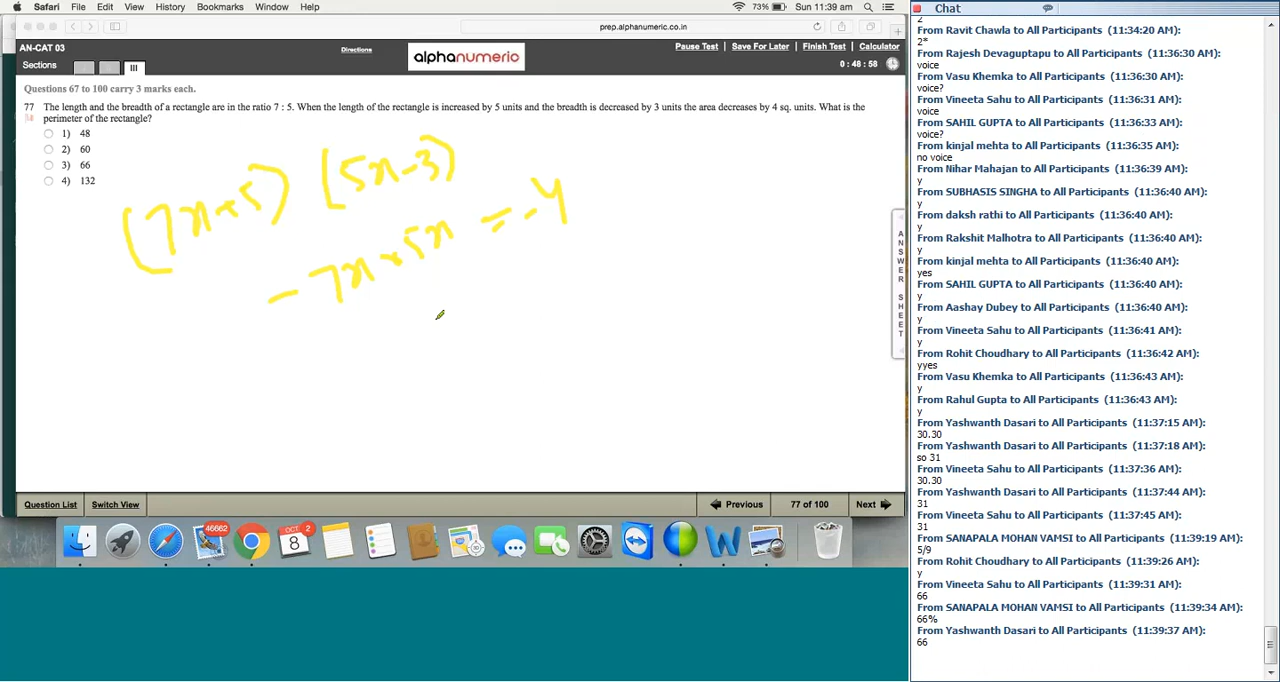 Safari File Edit View History Bookmarks Window Help 73% Sun 11:39 am
prep.alphanumeric.co.in
AN-CAT 03
Directions
alphanumeric
Pause Test Save For Later Finish Test Calculator
Sections III
0 : 48 : 58
Questions 67 to 100 carry 3 marks each.
77 The length and the breadth of a rectangle are in the ratio 7 : 5. When the length of the rectangle is increased by 5 units and the breadth is decreased by 3 units the area decreases by 4 sq. units. What is the
perimeter of the rectangle?
1) 48
2) 60
3) 66
4) 132
(7x+5) (5x-3)
- 7x × 5x = -4
ANSWER SHEET
Question List Switch View Previous 77 of 100 Next
46662
OCT 2
8
Chat
2
From Ravit Chawla to All Participants (11:34:20 AM):
2*
From Rajesh Devaguptapu to All Participants (11:36:30 AM):
voice
From Vasu Khemka to All Participants (11:36:30 AM):
voice?
From Vineeta Sahu to All Participants (11:36:31 AM):
voice
From SAHIL GUPTA to All Participants (11:36:33 AM):
voice?
From kinjal mehta to All Participants (11:36:35 AM):
no voice
From Nihar Mahajan to All Participants (11:36:39 AM):
y
From SUBHASIS SINGHA to All Participants (11:36:40 AM):
y
From daksh rathi to All Participants (11:36:40 AM):
y
From Rakshit Malhotra to All Participants (11:36:40 AM):
y
From kinjal mehta to All Participants (11:36:40 AM):
yes
From SAHIL GUPTA to All Participants (11:36:40 AM):
y
From Aashay Dubey to All Participants (11:36:40 AM):
y
From Vineeta Sahu to All Participants (11:36:41 AM):
y
From Rohit Choudhary to All Participants (11:36:42 AM):
yyes
From Vasu Khemka to All Participants (11:36:43 AM):
y
From Rahul Gupta to All Participants (11:36:43 AM):
y
From Yashwanth Dasari to All Participants (11:37:15 AM):
30.30
From Yashwanth Dasari to All Participants (11:37:18 AM):
so 31
From Vineeta Sahu to All Participants (11:37:36 AM):
30.30
From Yashwanth Dasari to All Participants (11:37:44 AM):
31
From Vineeta Sahu to All Participants (11:37:45 AM):
31
From SANAPALA MOHAN VAMSI to All Participants (11:39:19 AM):
5/9
From Rohit Choudhary to All Participants (11:39:26 AM):
y
From Vineeta Sahu to All Participants (11:39:31 AM):
66
From SANAPALA MOHAN VAMSI to All Participants (11:39:34 AM):
66%
From Yashwanth Dasari to All Participants (11:39:37 AM):
66